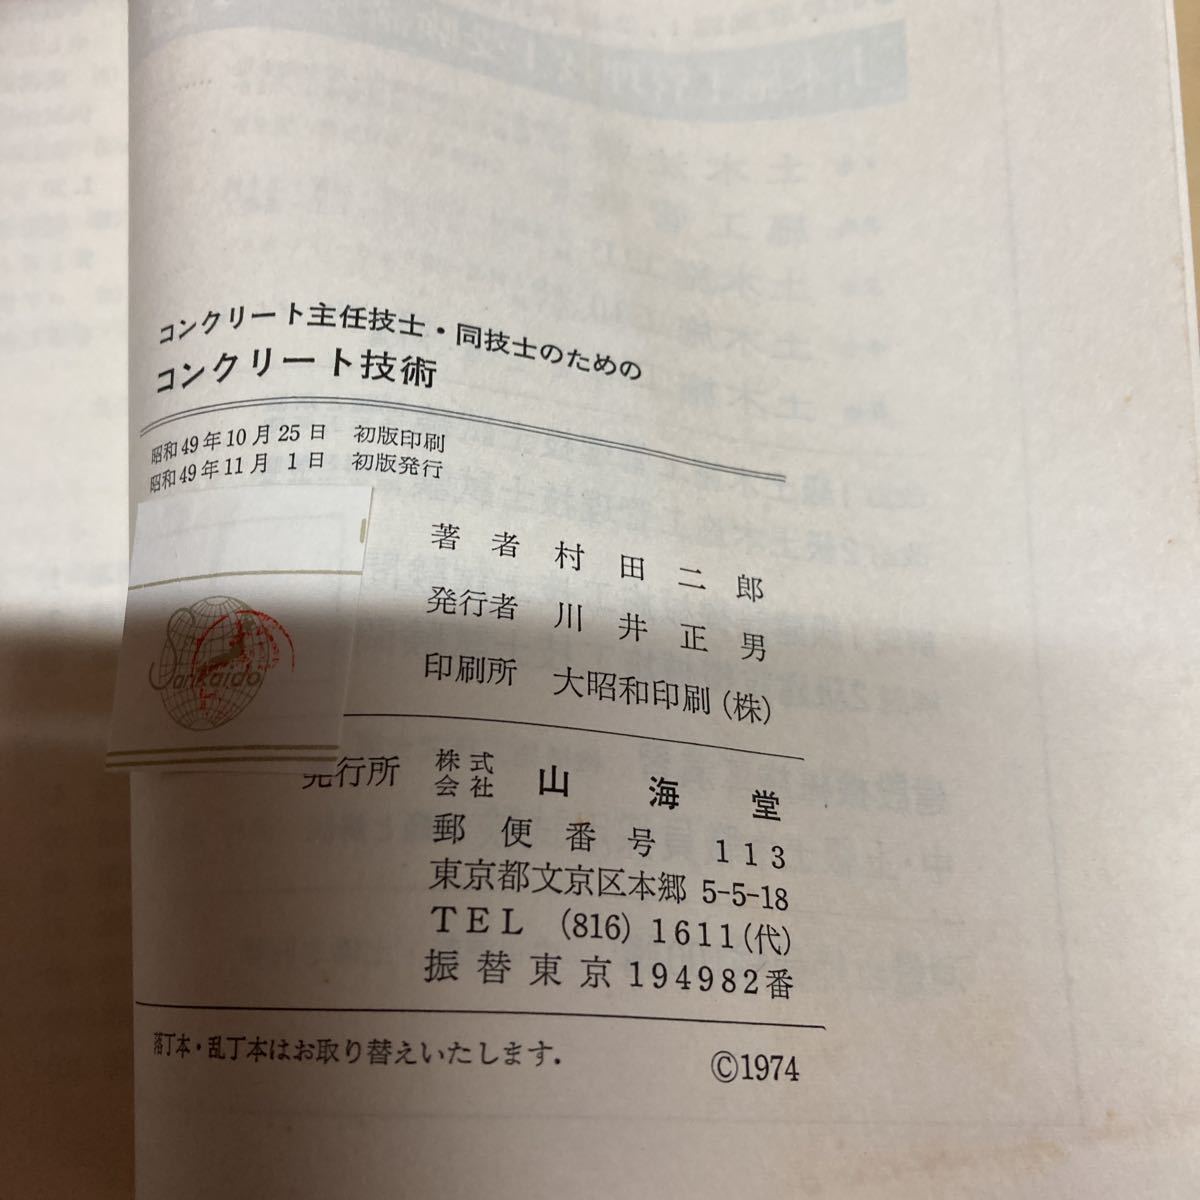 コンクリート主任技士・同技士のための
コンクリート技術
昭和49年10月25日 初版印刷
昭和49年11月 1日 初版発行
著者 村田二郎
発行者 川井正男
印刷所 大昭和印刷(株)
Sankaido
発行所 株式会社 山海堂
郵便番号 113
東京都文京区本郷 5-5-18
TEL (816) 1611(代)
振替東京194982番
落丁本・乱丁本はお取り替えいたします.
©1974